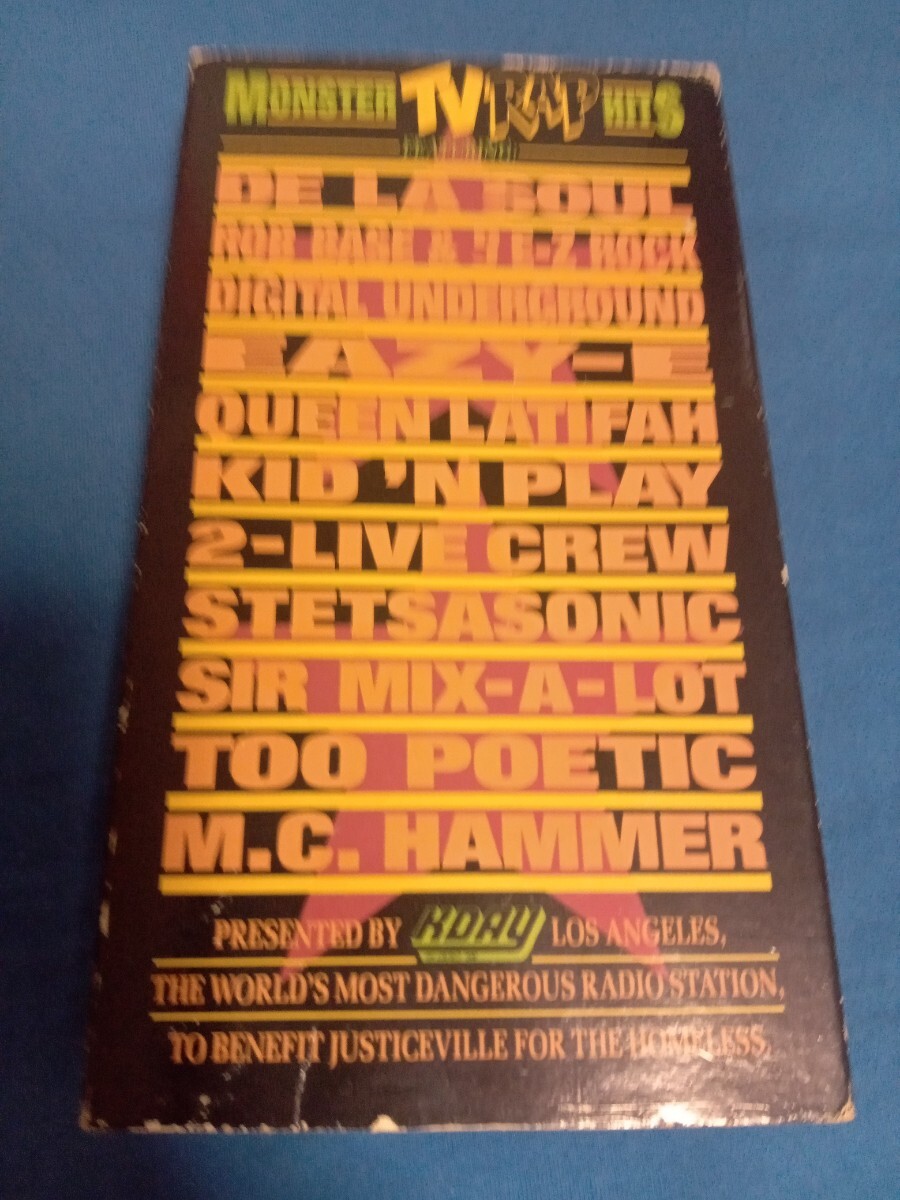 MONSTER TV RAP HITS
FEATURING
DE LA SOUL
ROB BASE & D.J. E-Z ROCK
DIGITAL UNDERGROUND
EAZY-E
QUEEN LATIFAH
KID 'N PLAY
2-LIVE CREW
STETSASONIC
SIR MIX-A-LOT
TOO POETIC
M.C. HAMMER
PRESENTED BY KDAY LOS ANGELES,
THE WORLD'S MOST DANGEROUS RADIO STATION,
TO BENEFIT JUSTICEVILLE FOR THE HOMELESS.